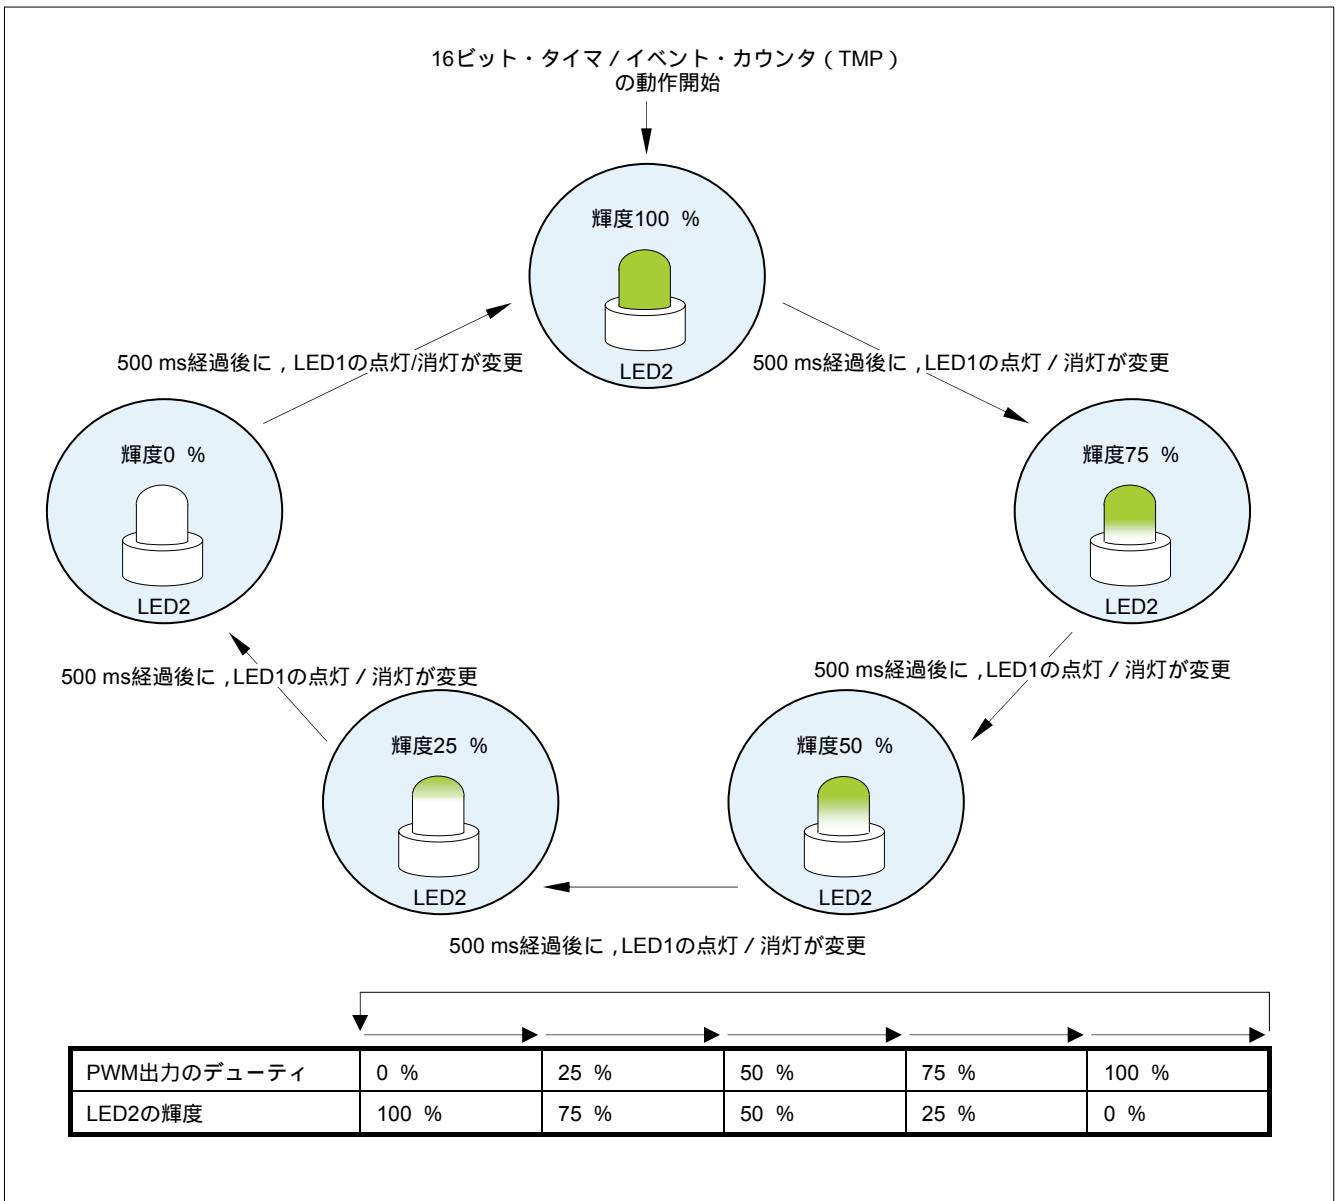 16ビット・タイマ / イベント・カウンタ ( TMP )
の動作開始
輝度100 %
LED2
500 ms経過後に , LED1の点灯/消灯が変更
500 ms経過後に , LED1の点灯 / 消灯が変更
輝度0 %
LED2
輝度75 %
LED2
500 ms経過後に , LED1の点灯 / 消灯が変更
500 ms経過後に , LED1の点灯 / 消灯が変更
輝度25 %
LED2
輝度50 %
LED2
500 ms経過後に , LED1の点灯 / 消灯が変更
PWM出力のデューティ 0 % 25 % 50 % 75 % 100 %
LED2の輝度 100 % 75 % 50 % 25 % 0 %